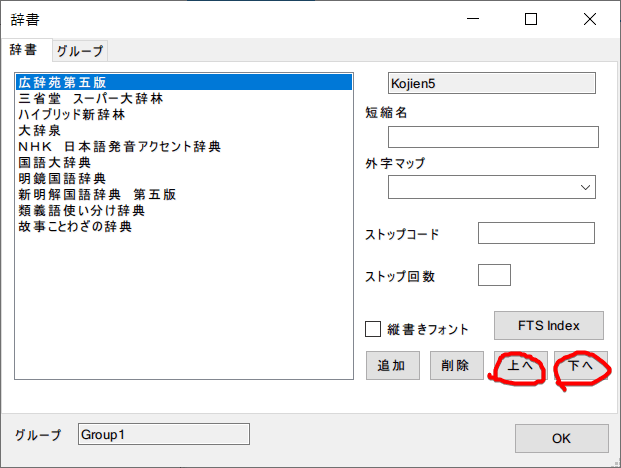 辞書
辞書 グループ
広辞苑第五版
三省堂　スーパー大辞林
ハイブリッド新辞林
大辞泉
ＮＨＫ　日本語発音アクセント辞典
国語大辞典
明鏡国語辞典
新明解国語辞典　第五版
類義語使い分け辞典
故事ことわざの辞典
Kojien5
短縮名
外字マップ
ストップコード
ストップ回数
縦書きフォント FTS Index
追加 削除 上へ 下へ
グループ Group1 OK